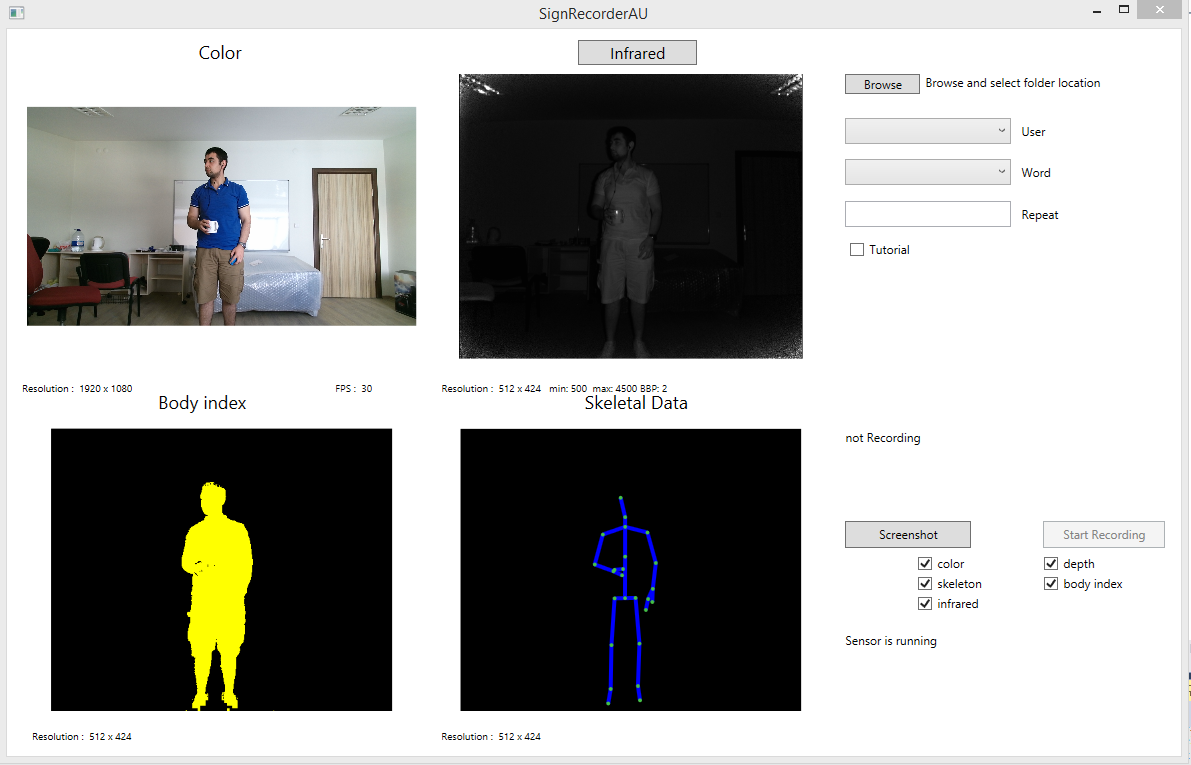 SignRecorderAU
Color
Infrared
Browse Browse and select folder location
User
Word
Repeat
Tutorial
Resolution : 1920 x 1080 FPS : 30
Resolution : 512 x 424 min: 500 max: 4500 BBP: 2
Body index
Skeletal Data
not Recording
Screenshot Start Recording
color depth
skeleton body index
infrared
Sensor is running
Resolution : 512 x 424
Resolution : 512 x 424